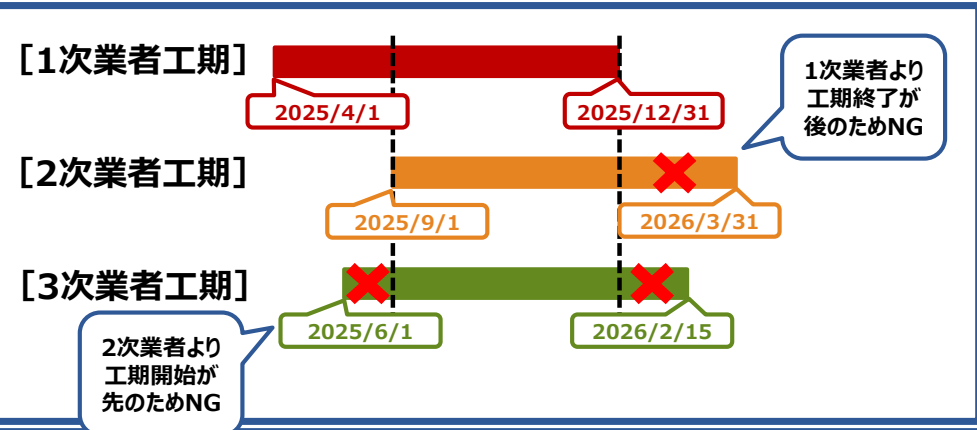 [1次業者工期]
2025/4/1
2025/12/31
1次業者より
工期終了が
後のためNG
[2次業者工期]
2025/9/1
2026/3/31
[3次業者工期]
2025/6/1
2026/2/15
2次業者より
工期開始が
先のためNG